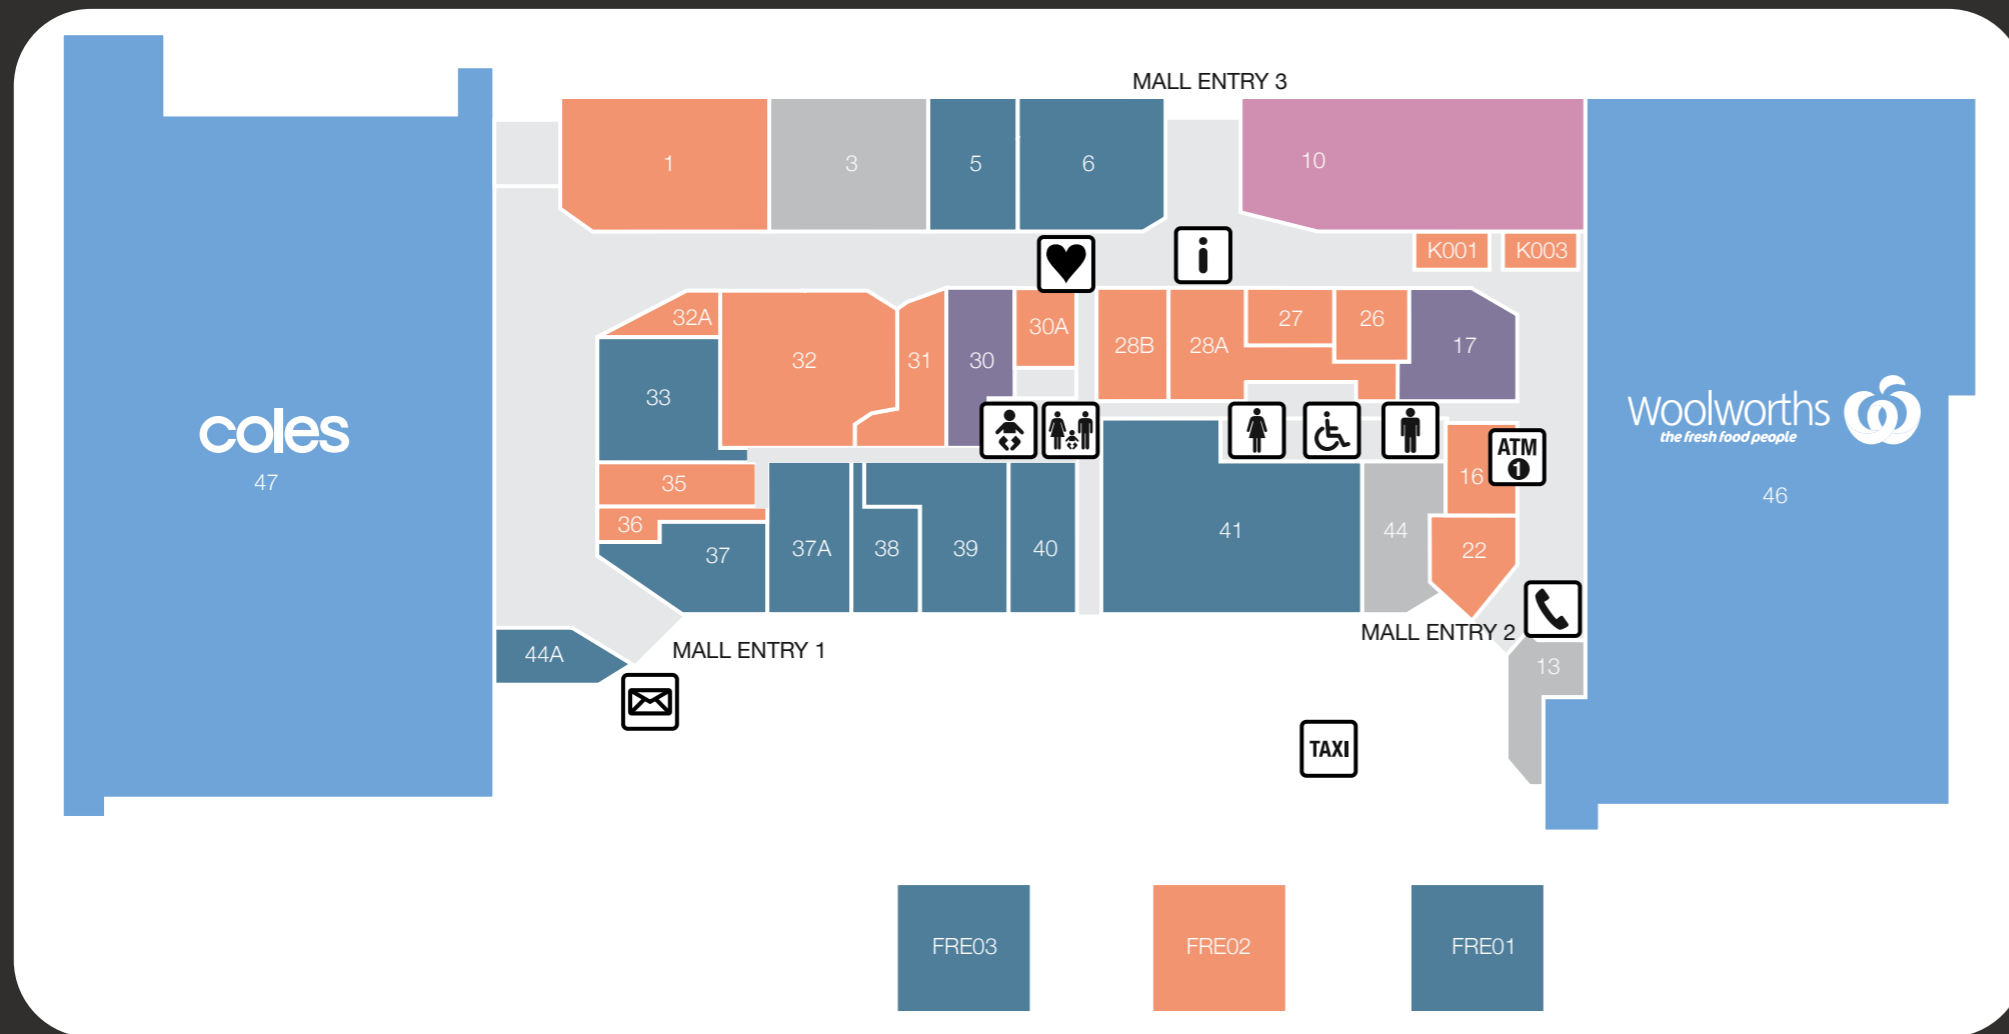 MALL ENTRY 3
1
3
5
6
10
K001
K003
i
32A
32
31
30
30A
28B
28A
27
26
17
33
coles
47
Woolworths
the fresh food people
46
ATM
1
16
35
36
37
37A
38
39
40
41
44
22
MALL ENTRY 2
MALL ENTRY 1
44A
13
TAXI
FRE03
FRE02
FRE01